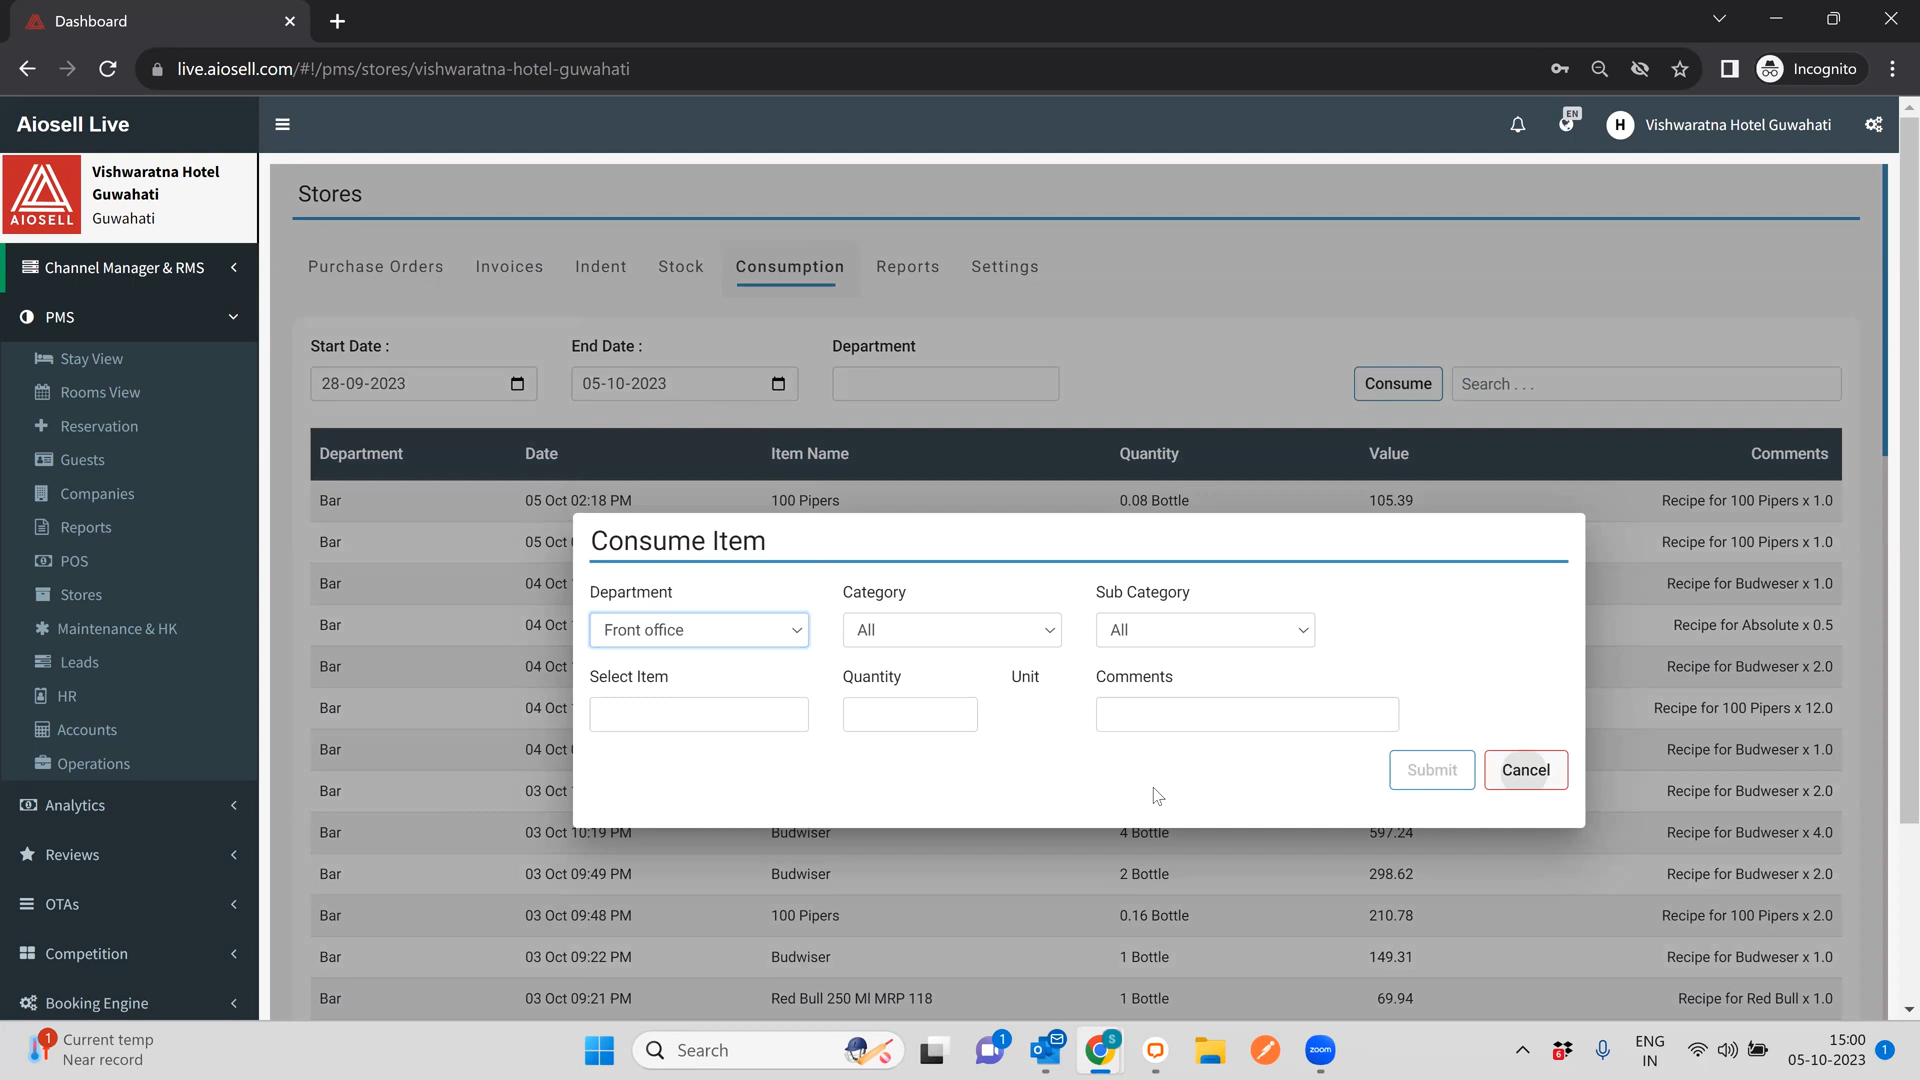 Dashboard
live.aiosell.com/#!/pms/stores/vishwaratna-hotel-guwahati
Incognito
Aiosell Live
EN
H
Vishwaratna Hotel Guwahati
AIOSELL
Vishwaratna Hotel
Guwahati
Guwahati
Channel Manager & RMS
PMS
Stay View
Rooms View
Reservation
Guests
Companies
Reports
POS
Stores
Maintenance & HK
Leads
HR
Accounts
Operations
Analytics
Reviews
OTAs
Competition
Booking Engine
Stores
Purchase Orders Invoices Indent Stock Consumption Reports Settings
Start Date : End Date : Department
28-09-2023 05-10-2023 Consume Search . . .
Department Date Item Name Quantity Value Comments
Bar 05 Oct 02:18 PM 100 Pipers 0.08 Bottle 105.39 Recipe for 100 Pipers x 1.0
Bar 05 Oct Recipe for 100 Pipers x 1.0
Bar 04 Oct Recipe for Budweser x 1.0
Bar 04 Oct Recipe for Absolute x 0.5
Bar 04 Oct Recipe for Budweser x 2.0
Bar 04 Oct Recipe for 100 Pipers x 12.0
Bar 04 Oct Recipe for Budweser x 1.0
Bar 03 Oct Recipe for Budweser x 2.0
Bar 03 Oct 10:19 PM Budwiser 4 Bottle 597.24 Recipe for Budweser x 4.0
Bar 03 Oct 09:49 PM Budwiser 2 Bottle 298.62 Recipe for Budweser x 2.0
Bar 03 Oct 09:48 PM 100 Pipers 0.16 Bottle 210.78 Recipe for 100 Pipers x 2.0
Bar 03 Oct 09:22 PM Budwiser 1 Bottle 149.31 Recipe for Budweser x 1.0
Bar 03 Oct 09:21 PM Red Bull 250 Ml MRP 118 1 Bottle 69.94 Recipe for Red Bull x 1.0
Consume Item
Department Category Sub Category
Front office All All
Select Item Quantity Unit Comments
Submit Cancel
1
Current temp
Near record
Search
1
S
zoom
6
ENG
IN
15:00
05-10-2023
1